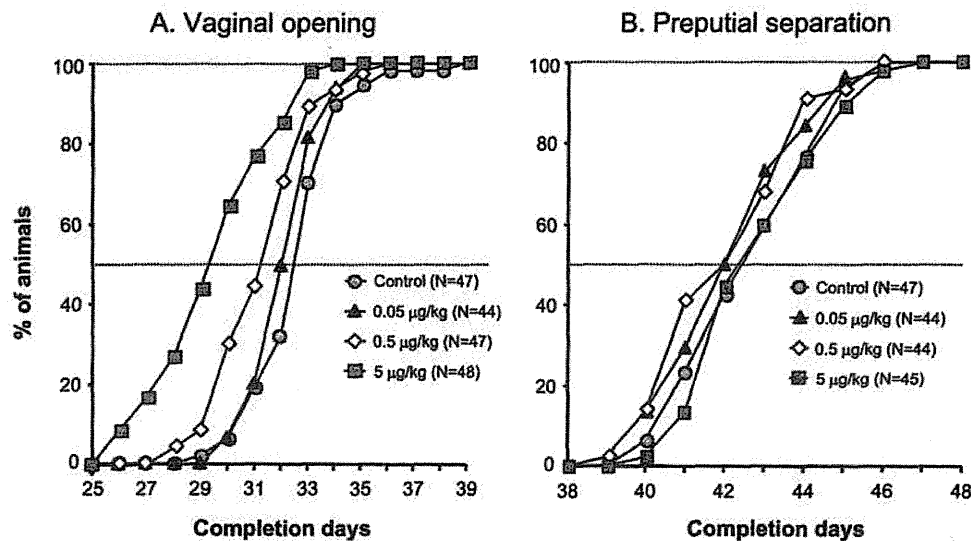 A. Vaginal opening
B. Preputial separation
% of animals
100
80
60
40
20
0
25 27 29 31 33 35 37 39
Completion days
Control (N=47)
0.05 µg/kg (N=44)
0.5 µg/kg (N=47)
5 µg/kg (N=48)
100
80
60
40
20
0
38 40 42 44 46 48
Completion days
Control (N=47)
0.05 µg/kg (N=44)
0.5 µg/kg (N=44)
5 µg/kg (N=45)